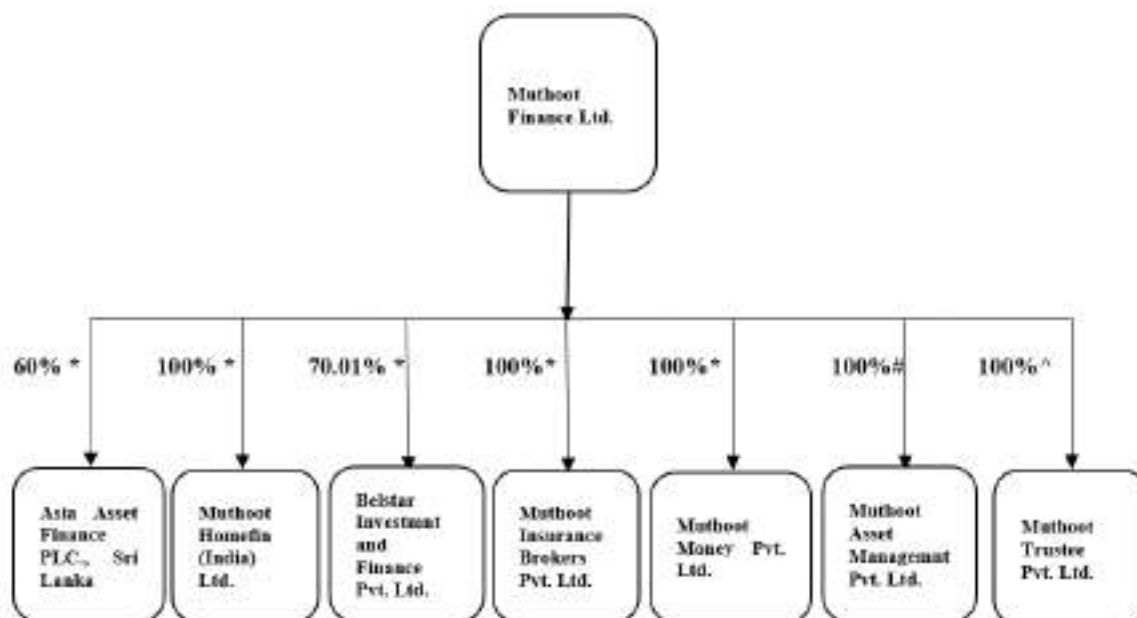 Muthoot
Finance Ltd.
60% *
100% *
70.01% *
100%*
100%*
100%#
100%^
Asia Asset
Finance
PLC., Sri
Lanka
Muthoot
Homefin
(India)
Ltd.
Belstar
Investmnt
and
Finance
Pvt. Ltd.
Muthoot
Insurance
Brokers
Pvt. Ltd.
Muthoot
Money Pvt.
Ltd.
Muthoot
Asset
Managemnt
Pvt. Ltd.
Muthoot
Trustee
Pvt. Ltd.